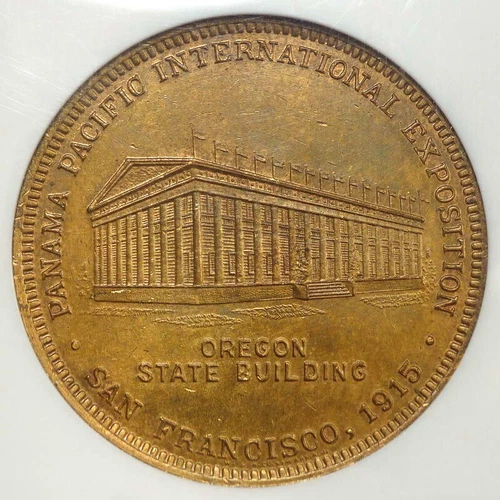 PANAMA PACIFIC INTERNATIONAL EXPOSITION
OREGON
STATE BUILDING
· SAN FRANCISCO, 1915 ·